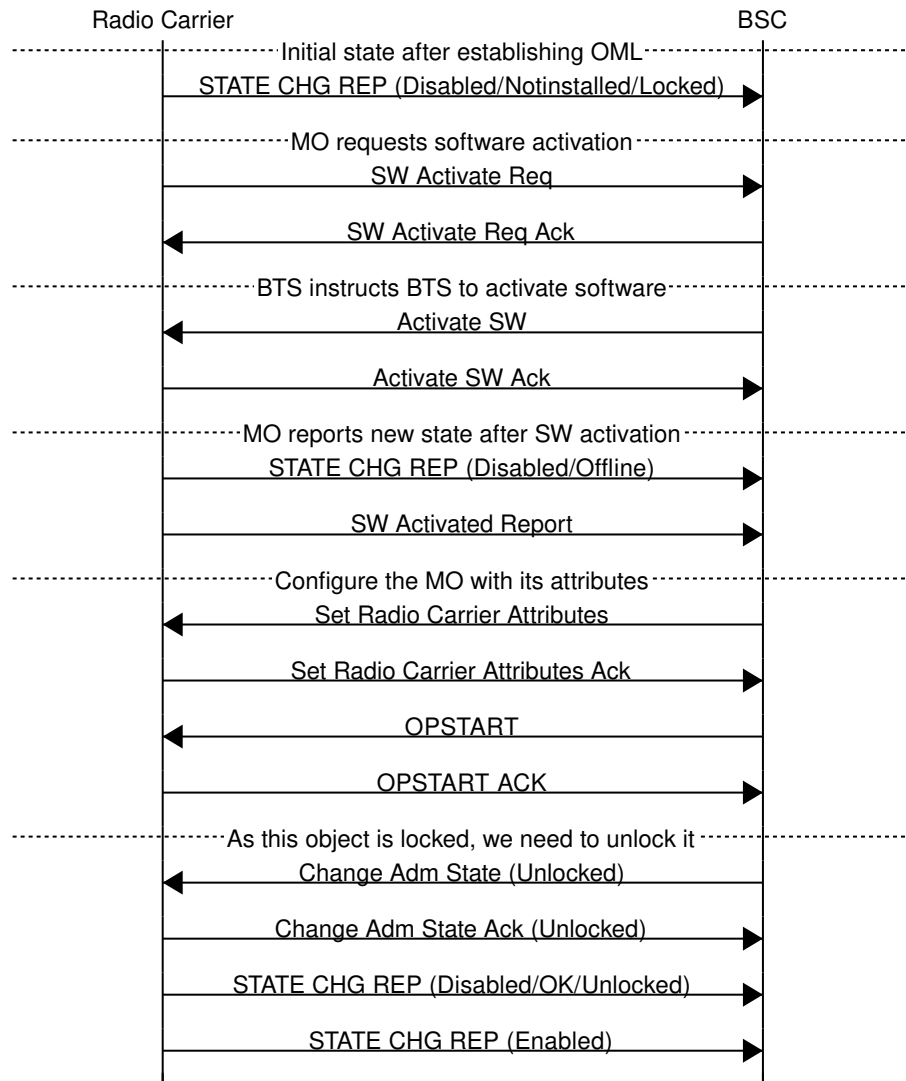 Radio Carrier BSC
Initial state after establishing OML
STATE CHG REP (Disabled/Notinstalled/Locked)
MO requests software activation
SW Activate Req
SW Activate Req Ack
BTS instructs BTS to activate software
Activate SW
Activate SW Ack
MO reports new state after SW activation
STATE CHG REP (Disabled/Offline)
SW Activated Report
Configure the MO with its attributes
Set Radio Carrier Attributes
Set Radio Carrier Attributes Ack
OPSTART
OPSTART ACK
As this object is locked, we need to unlock it
Change Adm State (Unlocked)
Change Adm State Ack (Unlocked)
STATE CHG REP (Disabled/OK/Unlocked)
STATE CHG REP (Enabled)